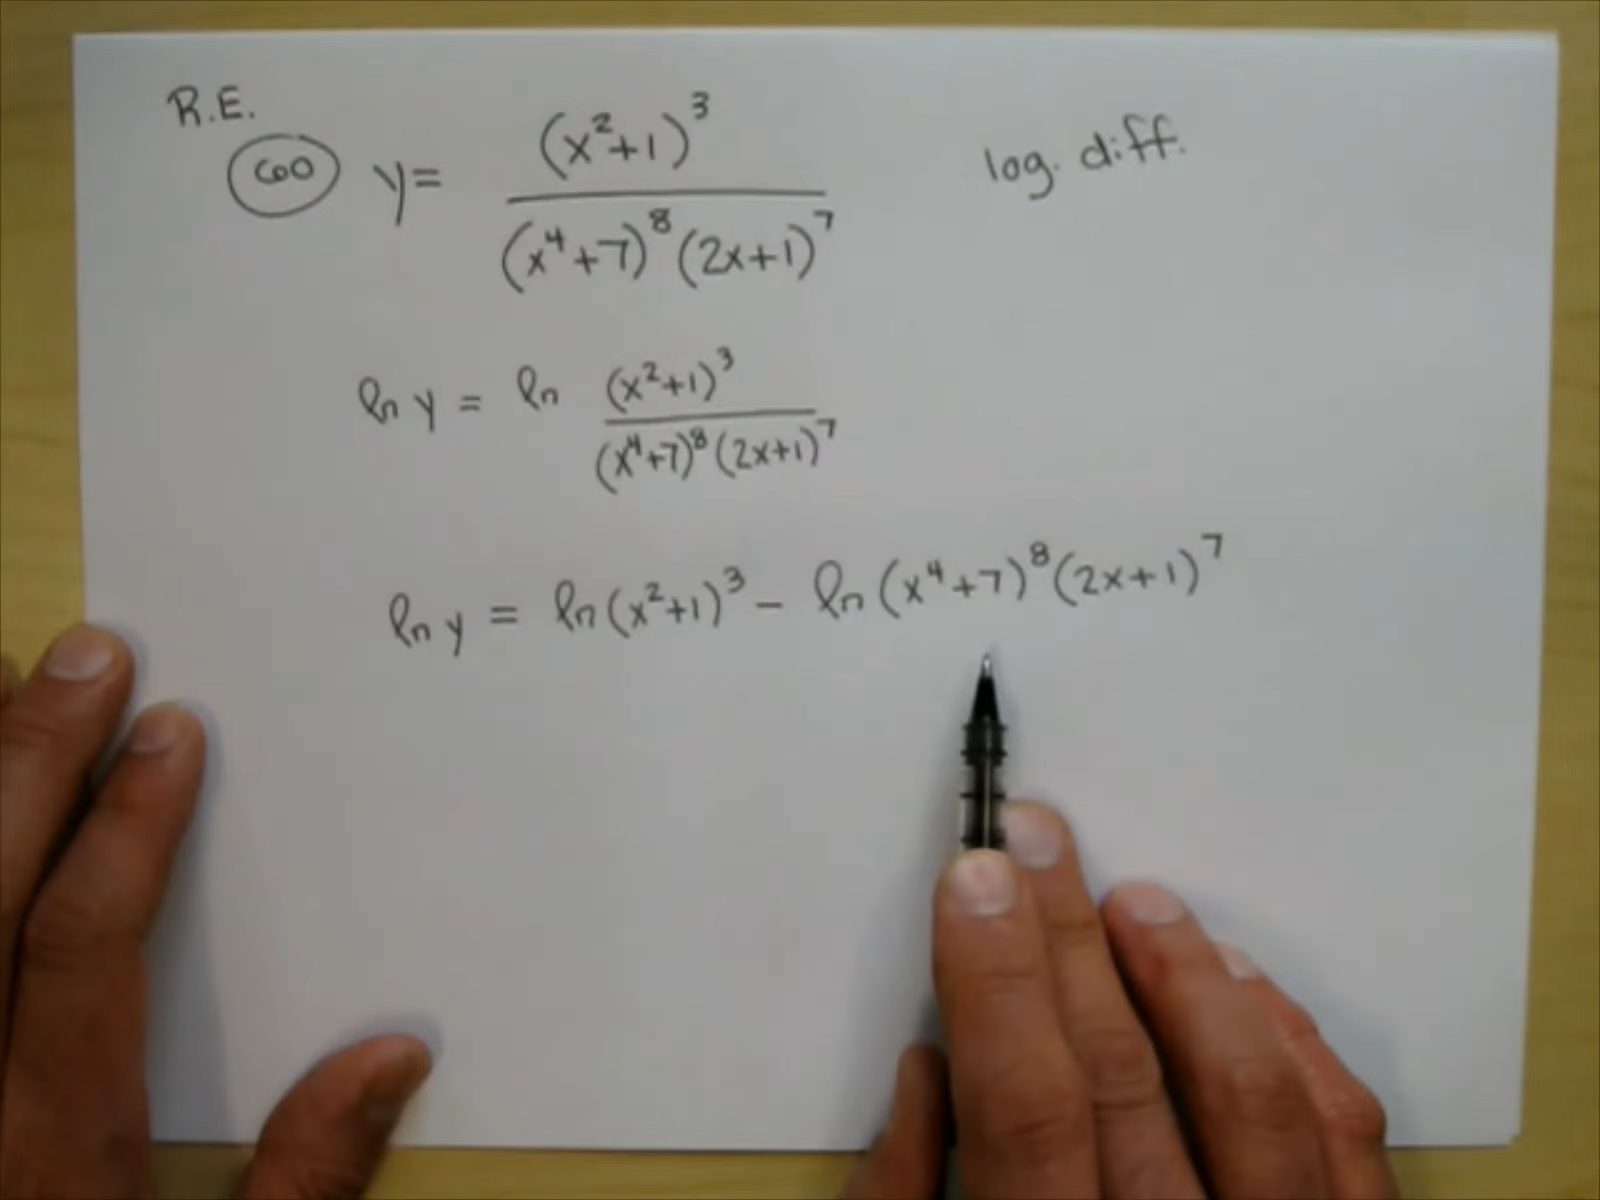 R.E.
600 y = (x²+1)³ / (x⁴+7)⁸(2x+1)⁷ log. diff.
ln y = ln (x²+1)³ / (x⁴+7)⁸(2x+1)⁷
ln y = ln(x²+1)³ − ln(x⁴+7)⁸(2x+1)⁷